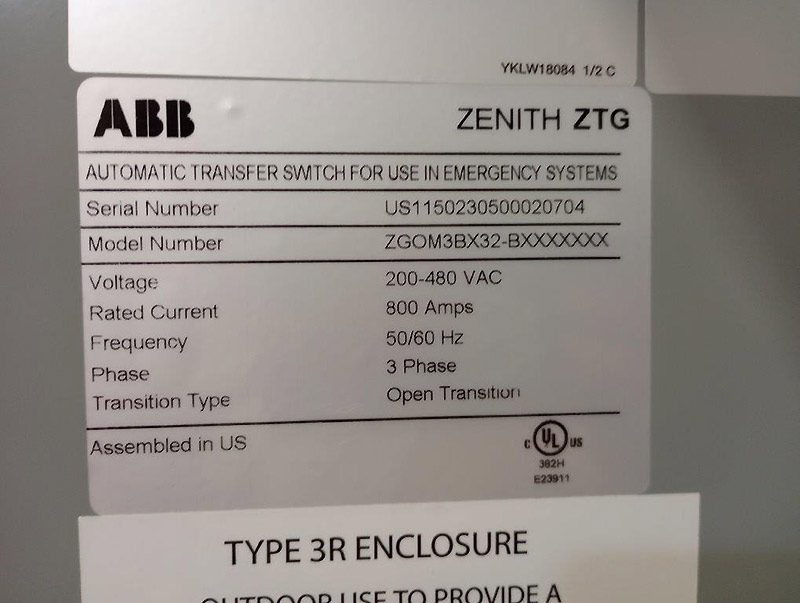 YKLW18084 1/2 C
ABB ZENITH ZTG
AUTOMATIC TRANSFER SWITCH FOR USE IN EMERGENCY SYSTEMS
Serial Number US1150230500020704
Model Number ZGOM3BX32-BXXXXXXX
Voltage 200-480 VAC
Rated Current 800 Amps
Frequency 50/60 Hz
Phase 3 Phase
Transition Type Open Transition
Assembled in US
C UL US
382H
E23911
TYPE 3R ENCLOSURE
OUTDOOR USE TO PROVIDE A